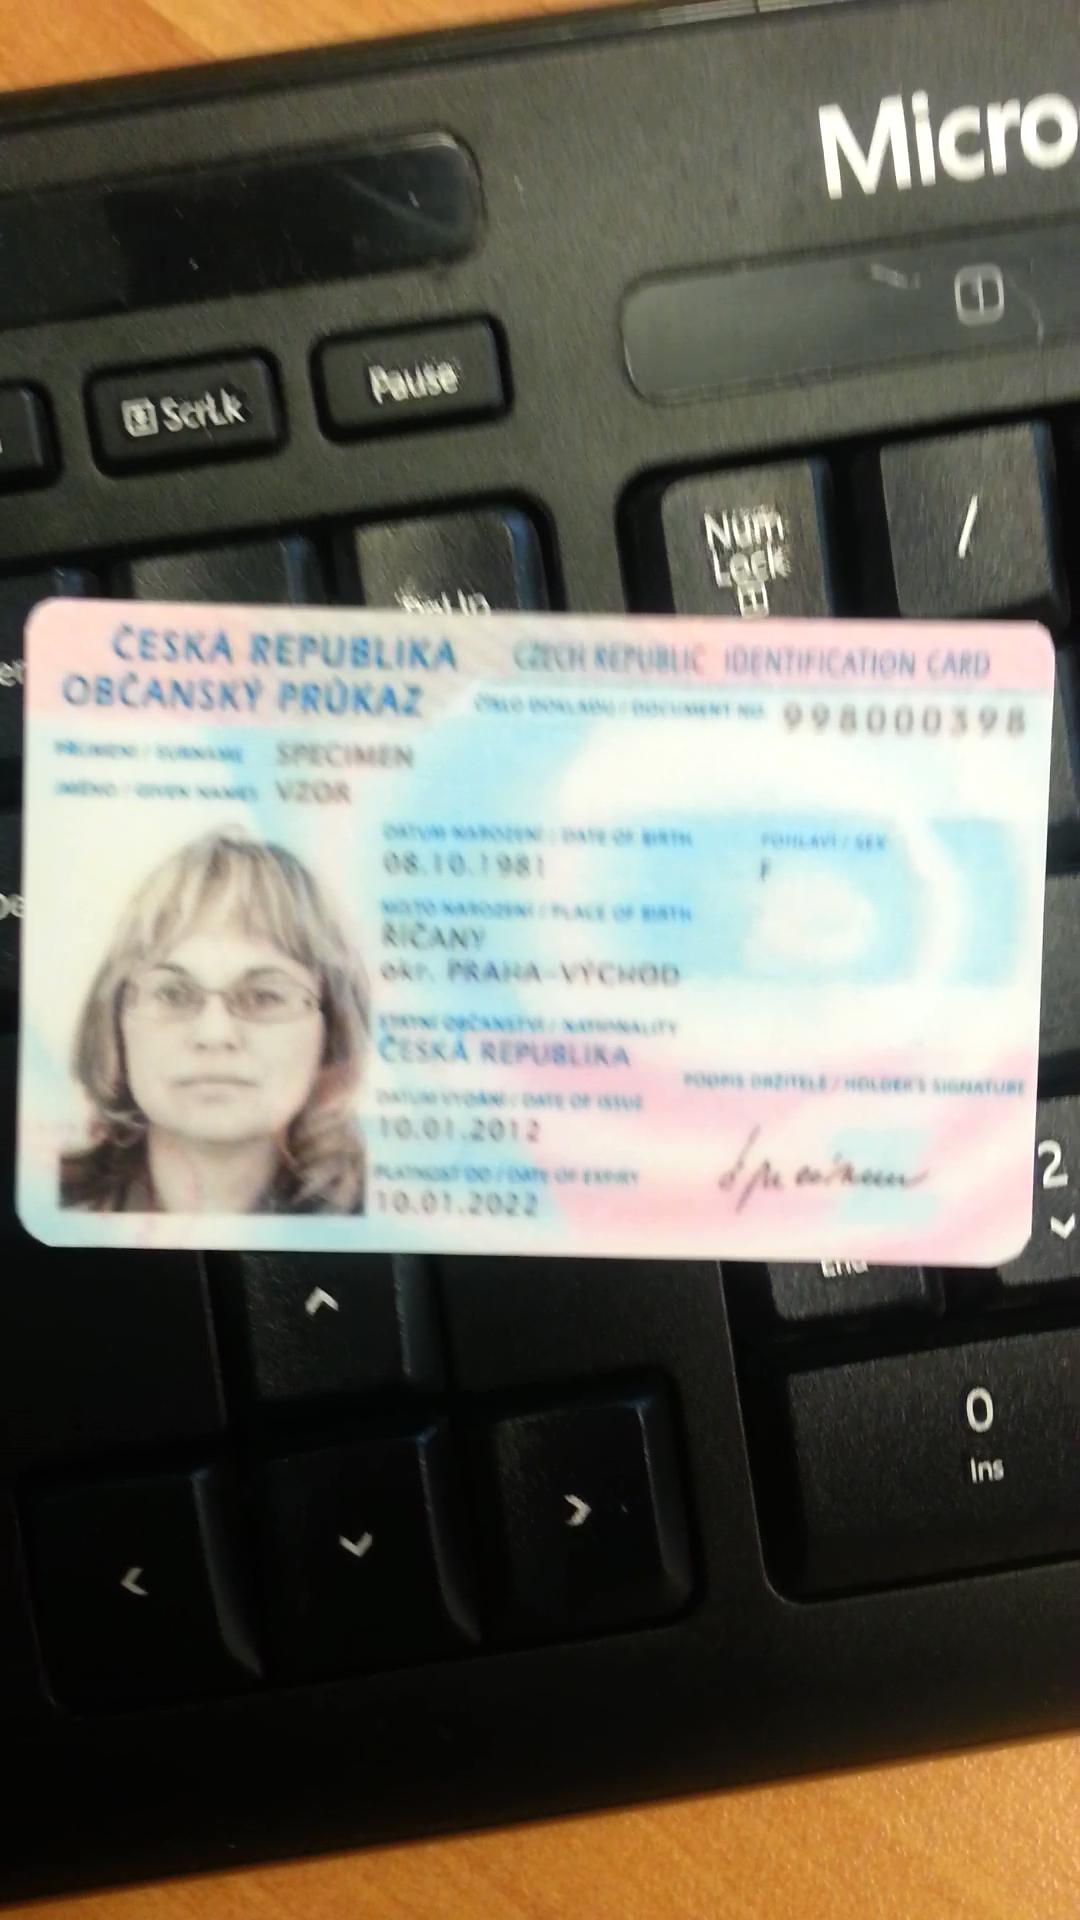 Micro
ScrLk
Pause
Num
Lock
/
ČESKÁ REPUBLIKA
CZECH REPUBLIC IDENTIFICATION CARD
OBČANSKÝ PRŮKAZ
ČÍSLO DOKLADU / DOCUMENT NO.
998000398
PŘÍJMENÍ / SURNAME SPECIMEN
JMÉNO / GIVEN NAMES VZOR
DATUM NAROZENÍ / DATE OF BIRTH
POHLAVÍ / SEX
08.10.1981
F
MÍSTO NAROZENÍ / PLACE OF BIRTH
ŘÍČANY
okr. PRAHA-VÝCHOD
STÁTNÍ OBČANSTVÍ / NATIONALITY
ČESKÁ REPUBLIKA
PODPIS DRŽITELE / HOLDER'S SIGNATURE
DATUM VYDÁNÍ / DATE OF ISSUE
10.01.2012
Specimen
PLATNOST DO / DATE OF EXPIRY
10.01.2022
2
End
0
Ins